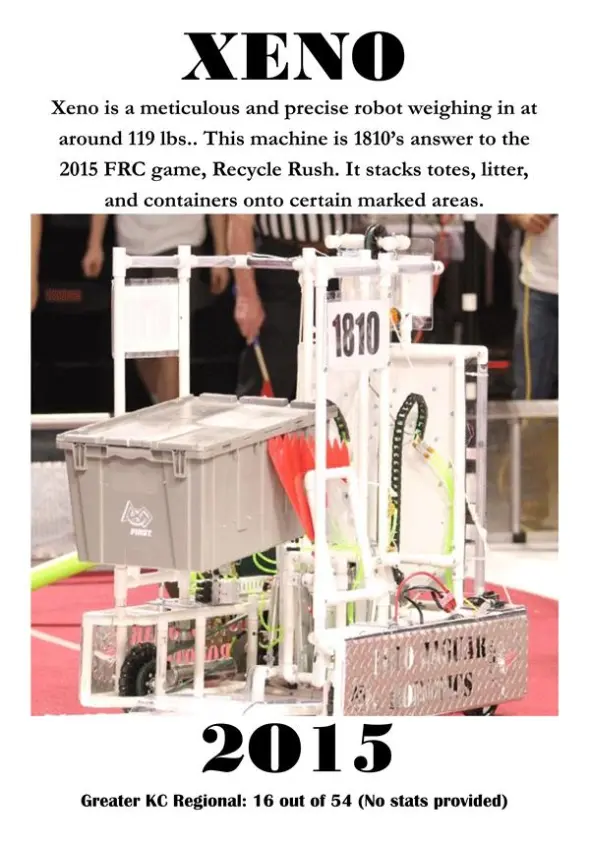 XENO
Xeno is a meticulous and precise robot weighing in at
around 119 lbs.. This machine is 1810's answer to the
2015 FRC game, Recycle Rush. It stacks totes, litter,
and containers onto certain marked areas.
1810
FIRST
JAGUAR
2015
Greater KC Regional: 16 out of 54 (No stats provided)